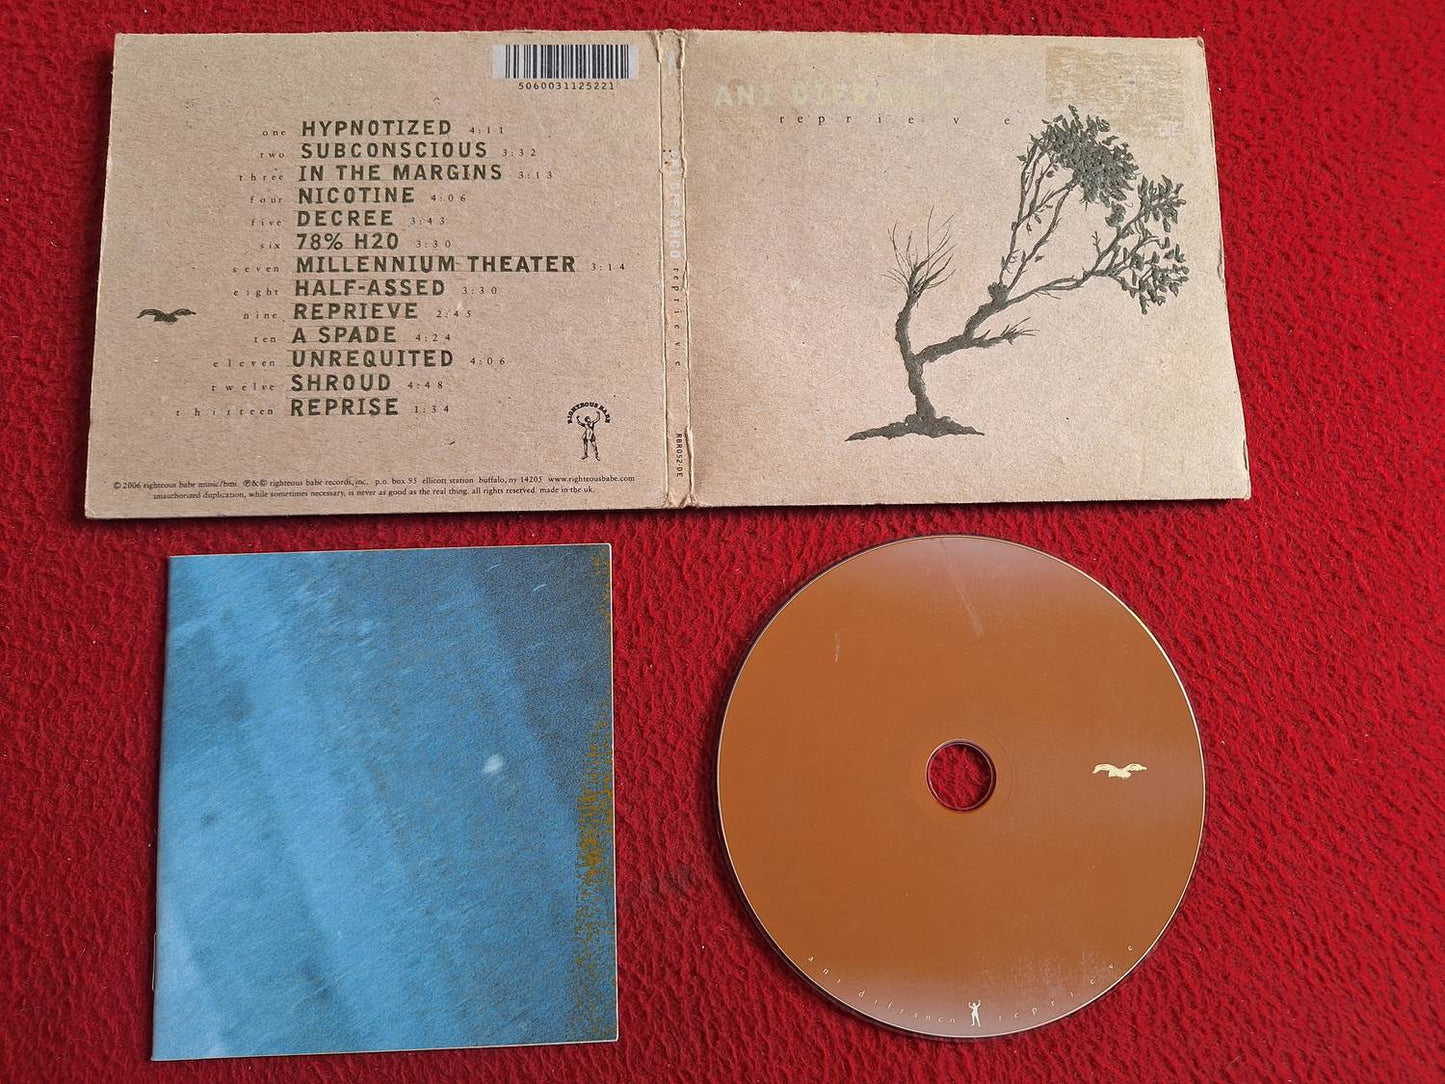 5060031125221
one HYPNOTIZED 4:11
two SUBCONSCIOUS 3:32
three IN THE MARGINS 3:13
four NICOTINE 4:06
five DECREE 3:43
six 78% H2O 3:30
seven MILLENNIUM THEATER 3:14
eight HALF-ASSED 3:30
nine REPRIEVE 2:45
ten A SPADE 4:24
eleven UNREQUITED 4:06
twelve SHROUD 4:48
thirteen REPRISE 1:34
RIGHTEOUS BABE
©2006 righteous babe music/bmi. ℗&© righteous babe records, inc. p.o. box 95 ellicott station buffalo, ny 14205 www.righteousbabe.com
unauthorized duplication, while sometimes necessary, is never as good as the real thing. all rights reserved. made in the uk.
reprieve
RBR052-DE
ANI DIFRANCO
reprieve
ani difranco reprieve